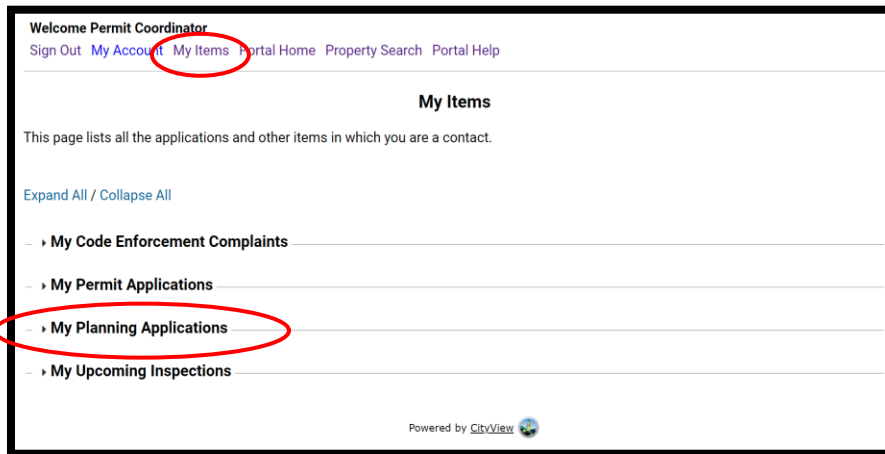 Welcome Permit Coordinator
Sign Out My Account My Items Portal Home Property Search Portal Help
My Items
This page lists all the applications and other items in which you are a contact.
Expand All / Collapse All
My Code Enforcement Complaints
My Permit Applications
My Planning Applications
My Upcoming Inspections
Powered by CityView